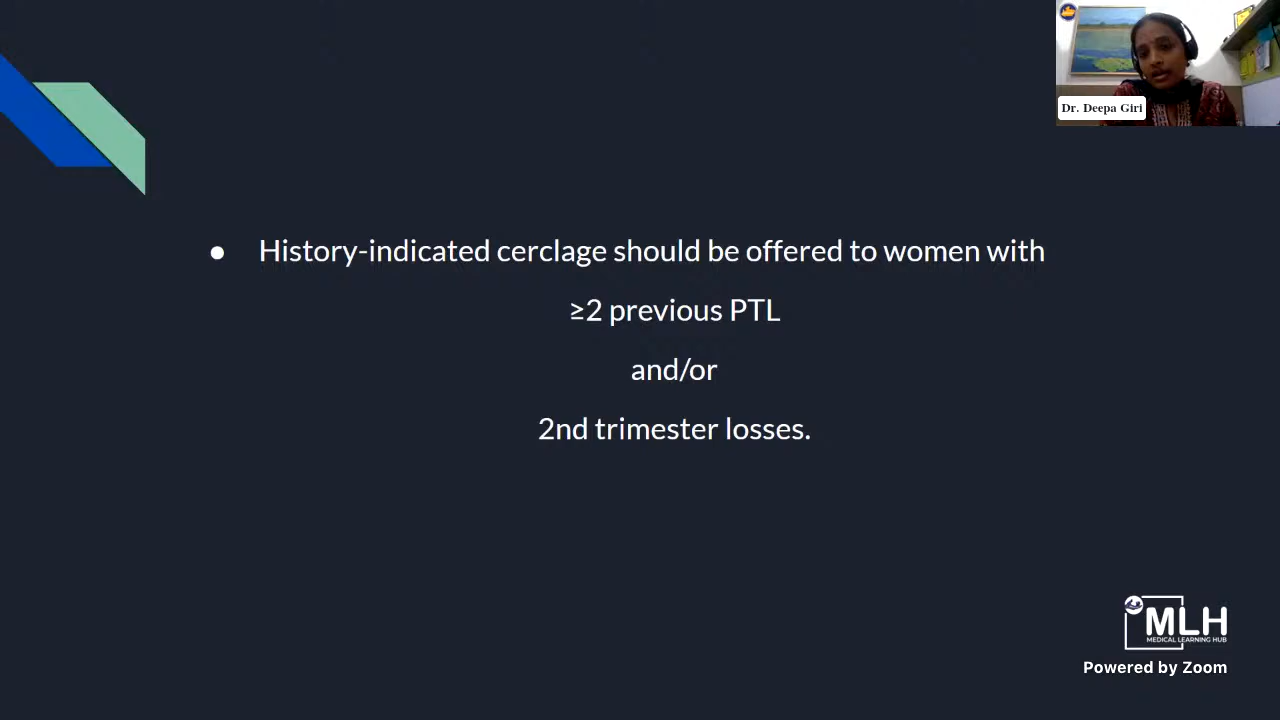 Dr. Deepa Giri
● History-indicated cerclage should be offered to women with
≥2 previous PTL
and/or
2nd trimester losses.
MLH
MEDICAL LEARNING HUB
Powered by Zoom